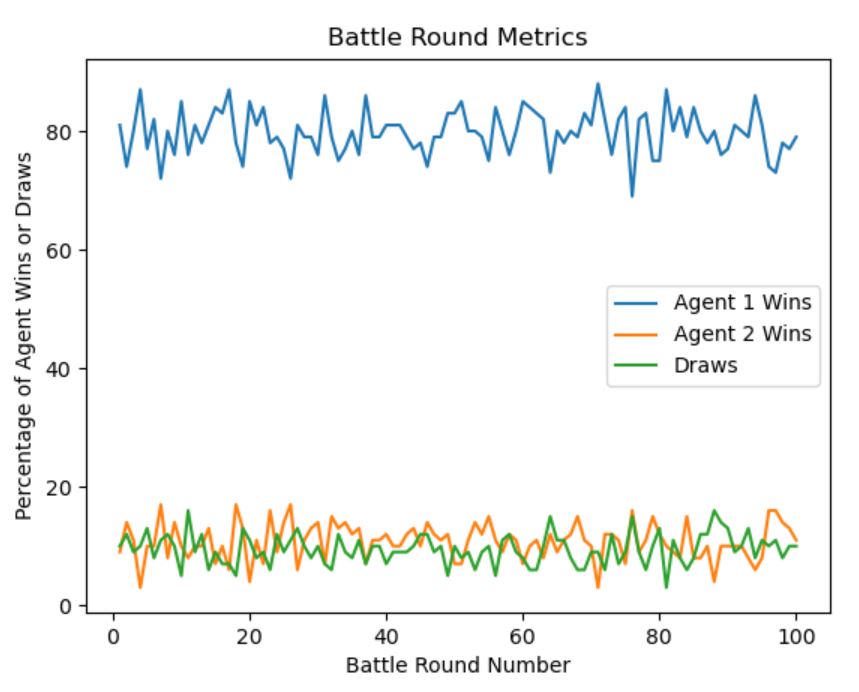 Battle Round Metrics
Percentage of Agent Wins or Draws
80
60
40
20
0
Agent 1 Wins
Agent 2 Wins
Draws
0 20 40 60 80 100
Battle Round Number